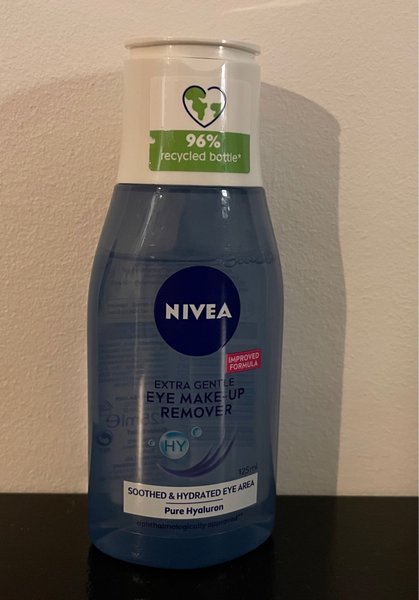 96%
recycled bottle*
NIVEA
IMPROVED
FORMULA
EXTRA GENTLE
EYE MAKE-UP
REMOVER
HY
125ml
SOOTHED & HYDRATED EYE AREA
Pure Hyaluron
ophthalmologically approved**